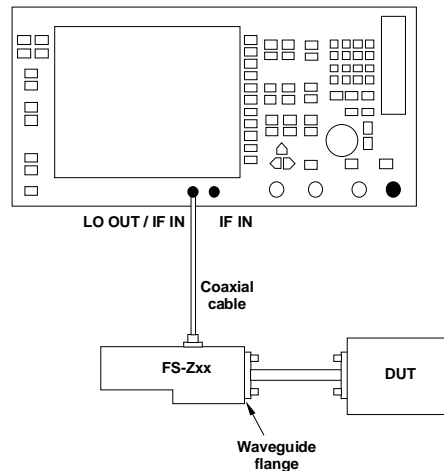 LO OUT / IF IN
IF IN
Coaxial
cable
FS-Zxx
DUT
Waveguide
flange